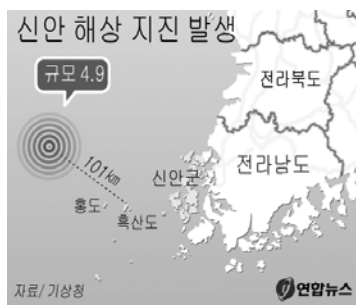 신안 해상 지진 발생
규모 4.9
전라북도
101km
신안군
전라남도
홍도
흑산도
자료/ 기상청
연합뉴스